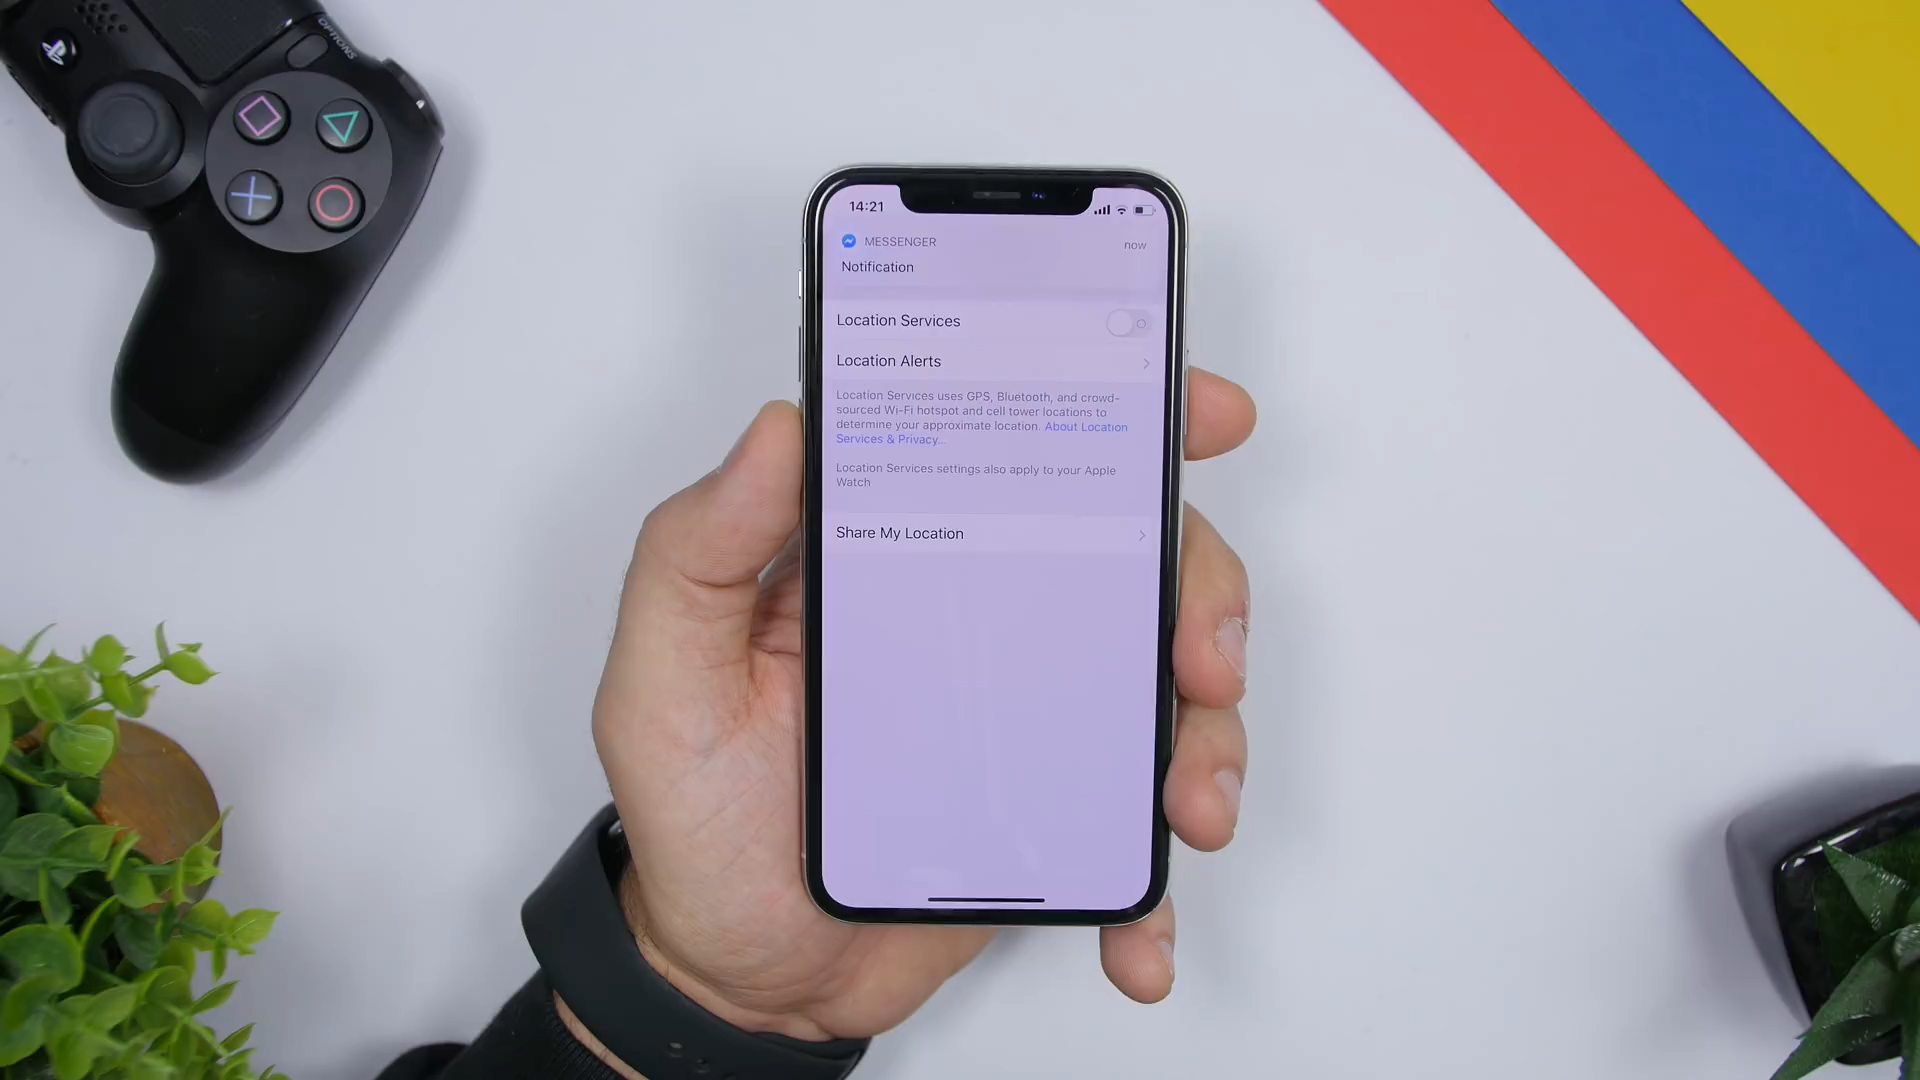 OPTIONS
14:21
MESSENGER
now
Notification
Location Services
Location Alerts
Location Services uses GPS, Bluetooth, and crowd-
sourced Wi-Fi hotspot and cell tower locations to
determine your approximate location. About Location
Services & Privacy...
Location Services settings also apply to your Apple
Watch
Share My Location